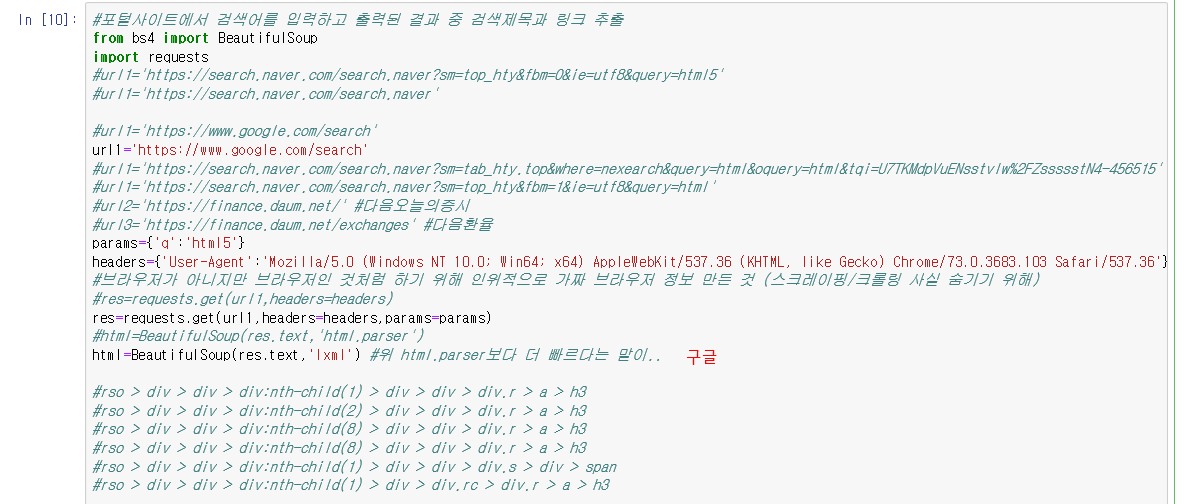 In [10]:
#포털사이트에서 검색어를 입력하고 출력된 결과 중 검색제목과 링크 추출
from bs4 import BeautifulSoup
import requests
#url1='https://search.naver.com/search.naver?sm=top_hty&fbm=0&ie=utf8&query=html5'
#url1='https://search.naver.com/search.naver'
#url1='https://www.google.com/search'
url1='https://www.google.com/search'
#url1='https://search.naver.com/search.naver?sm=tab_hty.top&where=nexearch&query=html&oquery=html&tqi=U7TKMdpVuENsstvlw%2FZssssstN4-456515'
#url1='https://search.naver.com/search.naver?sm=top_hty&fbm=1&ie=utf8&query=html'
#url2='https://finance.daum.net/' #다음오늘의증시
#url3='https://finance.daum.net/exchanges' #다음환율
params={'q':'html5'}
headers={'User-Agent':'Mozilla/5.0 (Windows NT 10.0; Win64; x64) AppleWebKit/537.36 (KHTML, like Gecko) Chrome/73.0.3683.103 Safari/537.36'}
#브라우저가 아니지만 브라우저인 것처럼 하기 위해 인위적으로 가짜 브라우저 정보 만든 것 (스크레이핑/크롤링 사실 숨기기 위해)
#res=requests.get(url1,headers=headers)
res=requests.get(url1,headers=headers,params=params)
#html=BeautifulSoup(res.text,'html.parser')
html=BeautifulSoup(res.text,'lxml') #위 html.parser보다 더 빠르다는 말이.. 구글
#rso > div > div > div:nth-child(1) > div > div > div.r > a > h3
#rso > div > div > div:nth-child(2) > div > div > div.r > a > h3
#rso > div > div > div:nth-child(8) > div > div > div.r > a > h3
#rso > div > div > div:nth-child(8) > div > div > div.r > a > h3
#rso > div > div > div:nth-child(1) > div > div > div.s > div > span
#rso > div > div > div:nth-child(1) > div > div.rc > div.r > a > h3